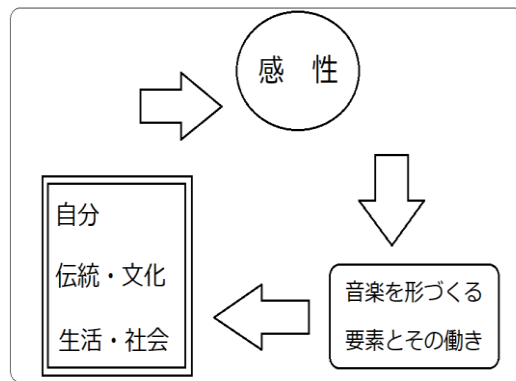 感　性
自分
伝統・文化
生活・社会
音楽を形づくる
要素とその働き